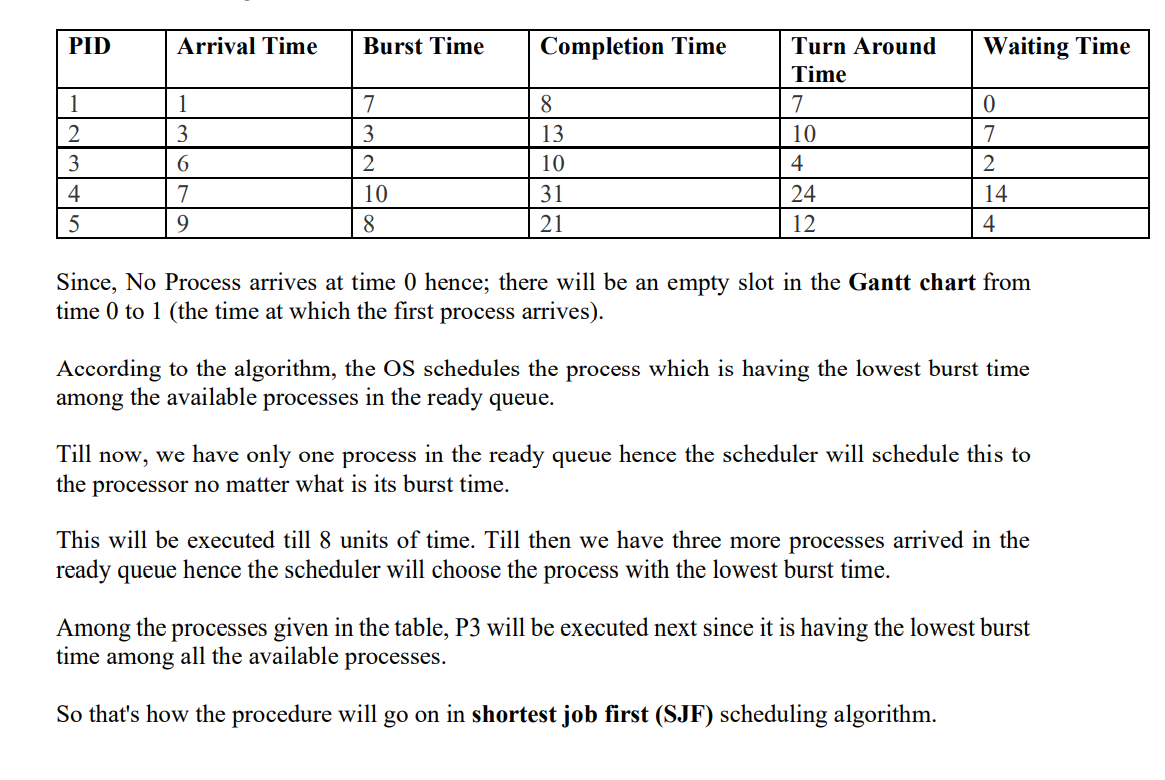 PID Arrival Time Burst Time Completion Time Turn Around Time Waiting Time
1 1 7 8 7 0
2 3 3 13 10 7
3 6 2 10 4 2
4 7 10 31 24 14
5 9 8 21 12 4
Since, No Process arrives at time 0 hence; there will be an empty slot in the Gantt chart from
time 0 to 1 (the time at which the first process arrives).
According to the algorithm, the OS schedules the process which is having the lowest burst time
among the available processes in the ready queue.
Till now, we have only one process in the ready queue hence the scheduler will schedule this to
the processor no matter what is its burst time.
This will be executed till 8 units of time. Till then we have three more processes arrived in the
ready queue hence the scheduler will choose the process with the lowest burst time.
Among the processes given in the table, P3 will be executed next since it is having the lowest burst
time among all the available processes.
So that's how the procedure will go on in shortest job first (SJF) scheduling algorithm.